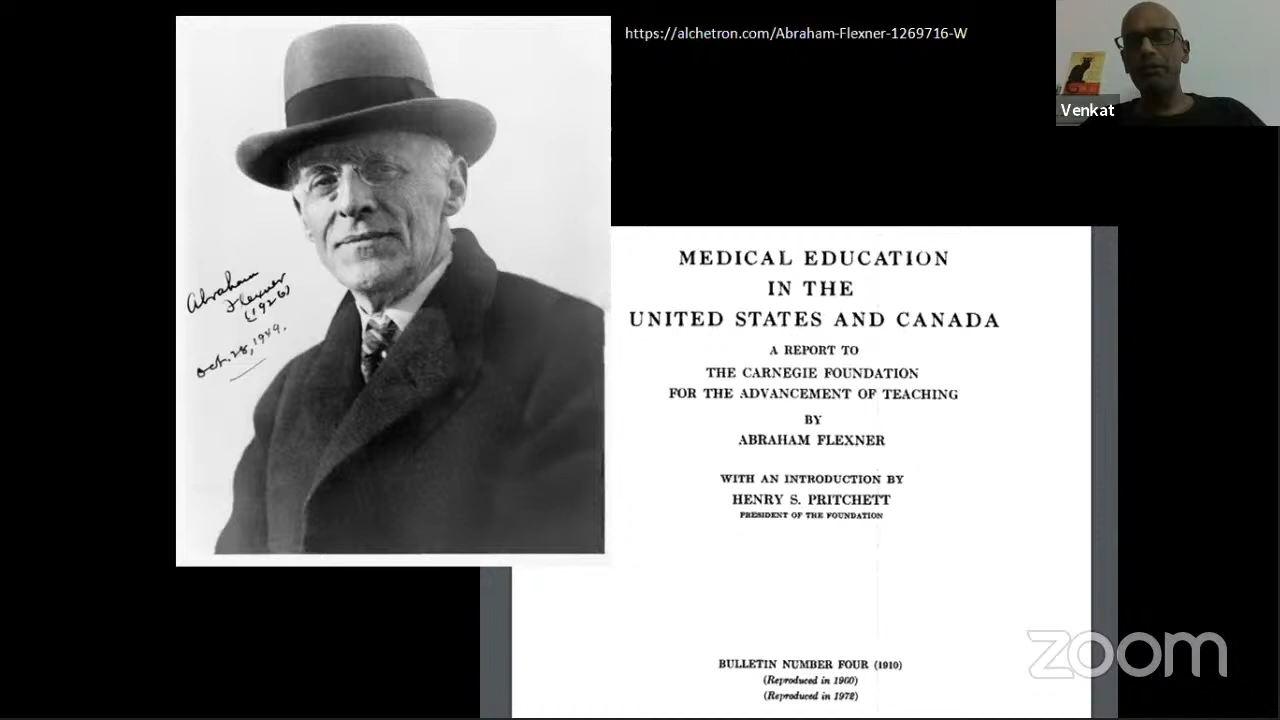 https://alchetron.com/Abraham-Flexner-1269716-W
Venkat
Abraham
Flexner
(1926)
Oct. 28, 1949.
MEDICAL EDUCATION
IN THE
UNITED STATES AND CANADA
A REPORT TO
THE CARNEGIE FOUNDATION
FOR THE ADVANCEMENT OF TEACHING
BY
ABRAHAM FLEXNER
WITH AN INTRODUCTION BY
HENRY S. PRITCHETT
PRESIDENT OF THE FOUNDATION
BULLETIN NUMBER FOUR (1910)
(Reproduced in 1960)
(Reproduced in 1972)
zoom